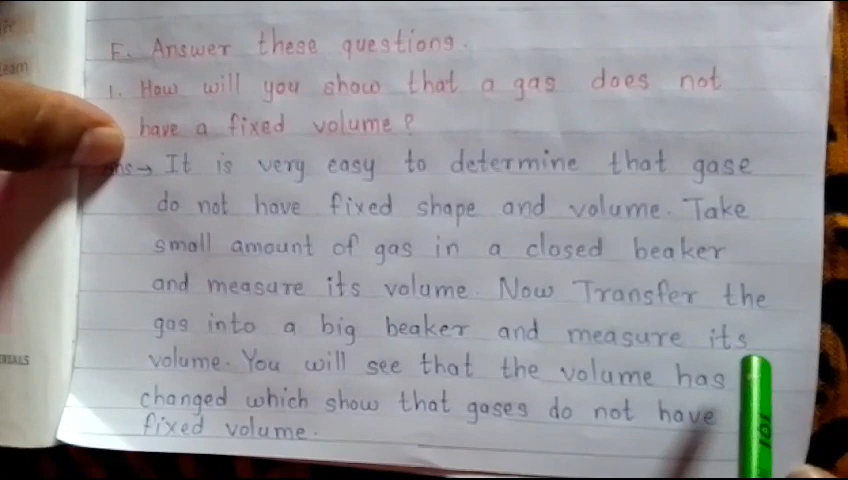 F. Answer these questions.
1. How will you show that a gas does not
have a fixed volume?
Ans→ It is very easy to determine that gase
do not have fixed shape and volume. Take
small amount of gas in a closed beaker
and measure its volume. Now Transfer the
gas into a big beaker and measure its
volume. You will see that the volume has
changed which show that gases do not have
fixed volume.
ERIALS
101